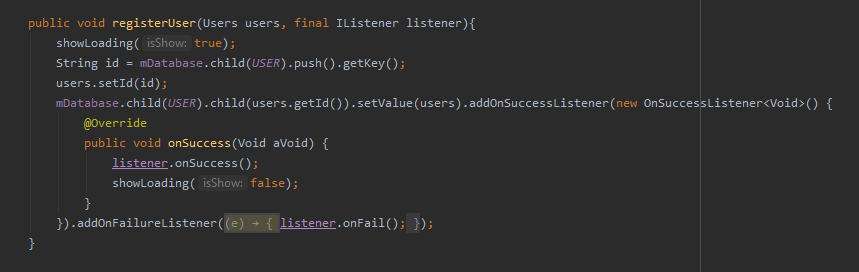 public void registerUser(Users users, final IListener listener){
showLoading( isShow: true);
String id = mDatabase.child(USER).push().getKey();
users.setId(id);
mDatabase.child(USER).child(users.getId()).setValue(users).addOnSuccessListener(new OnSuccessListener<Void>() {
@Override
public void onSuccess(Void aVoid) {
listener.onSuccess();
showLoading( isShow: false);
}
}).addOnFailureListener((e) → { listener.onFail(); });
}